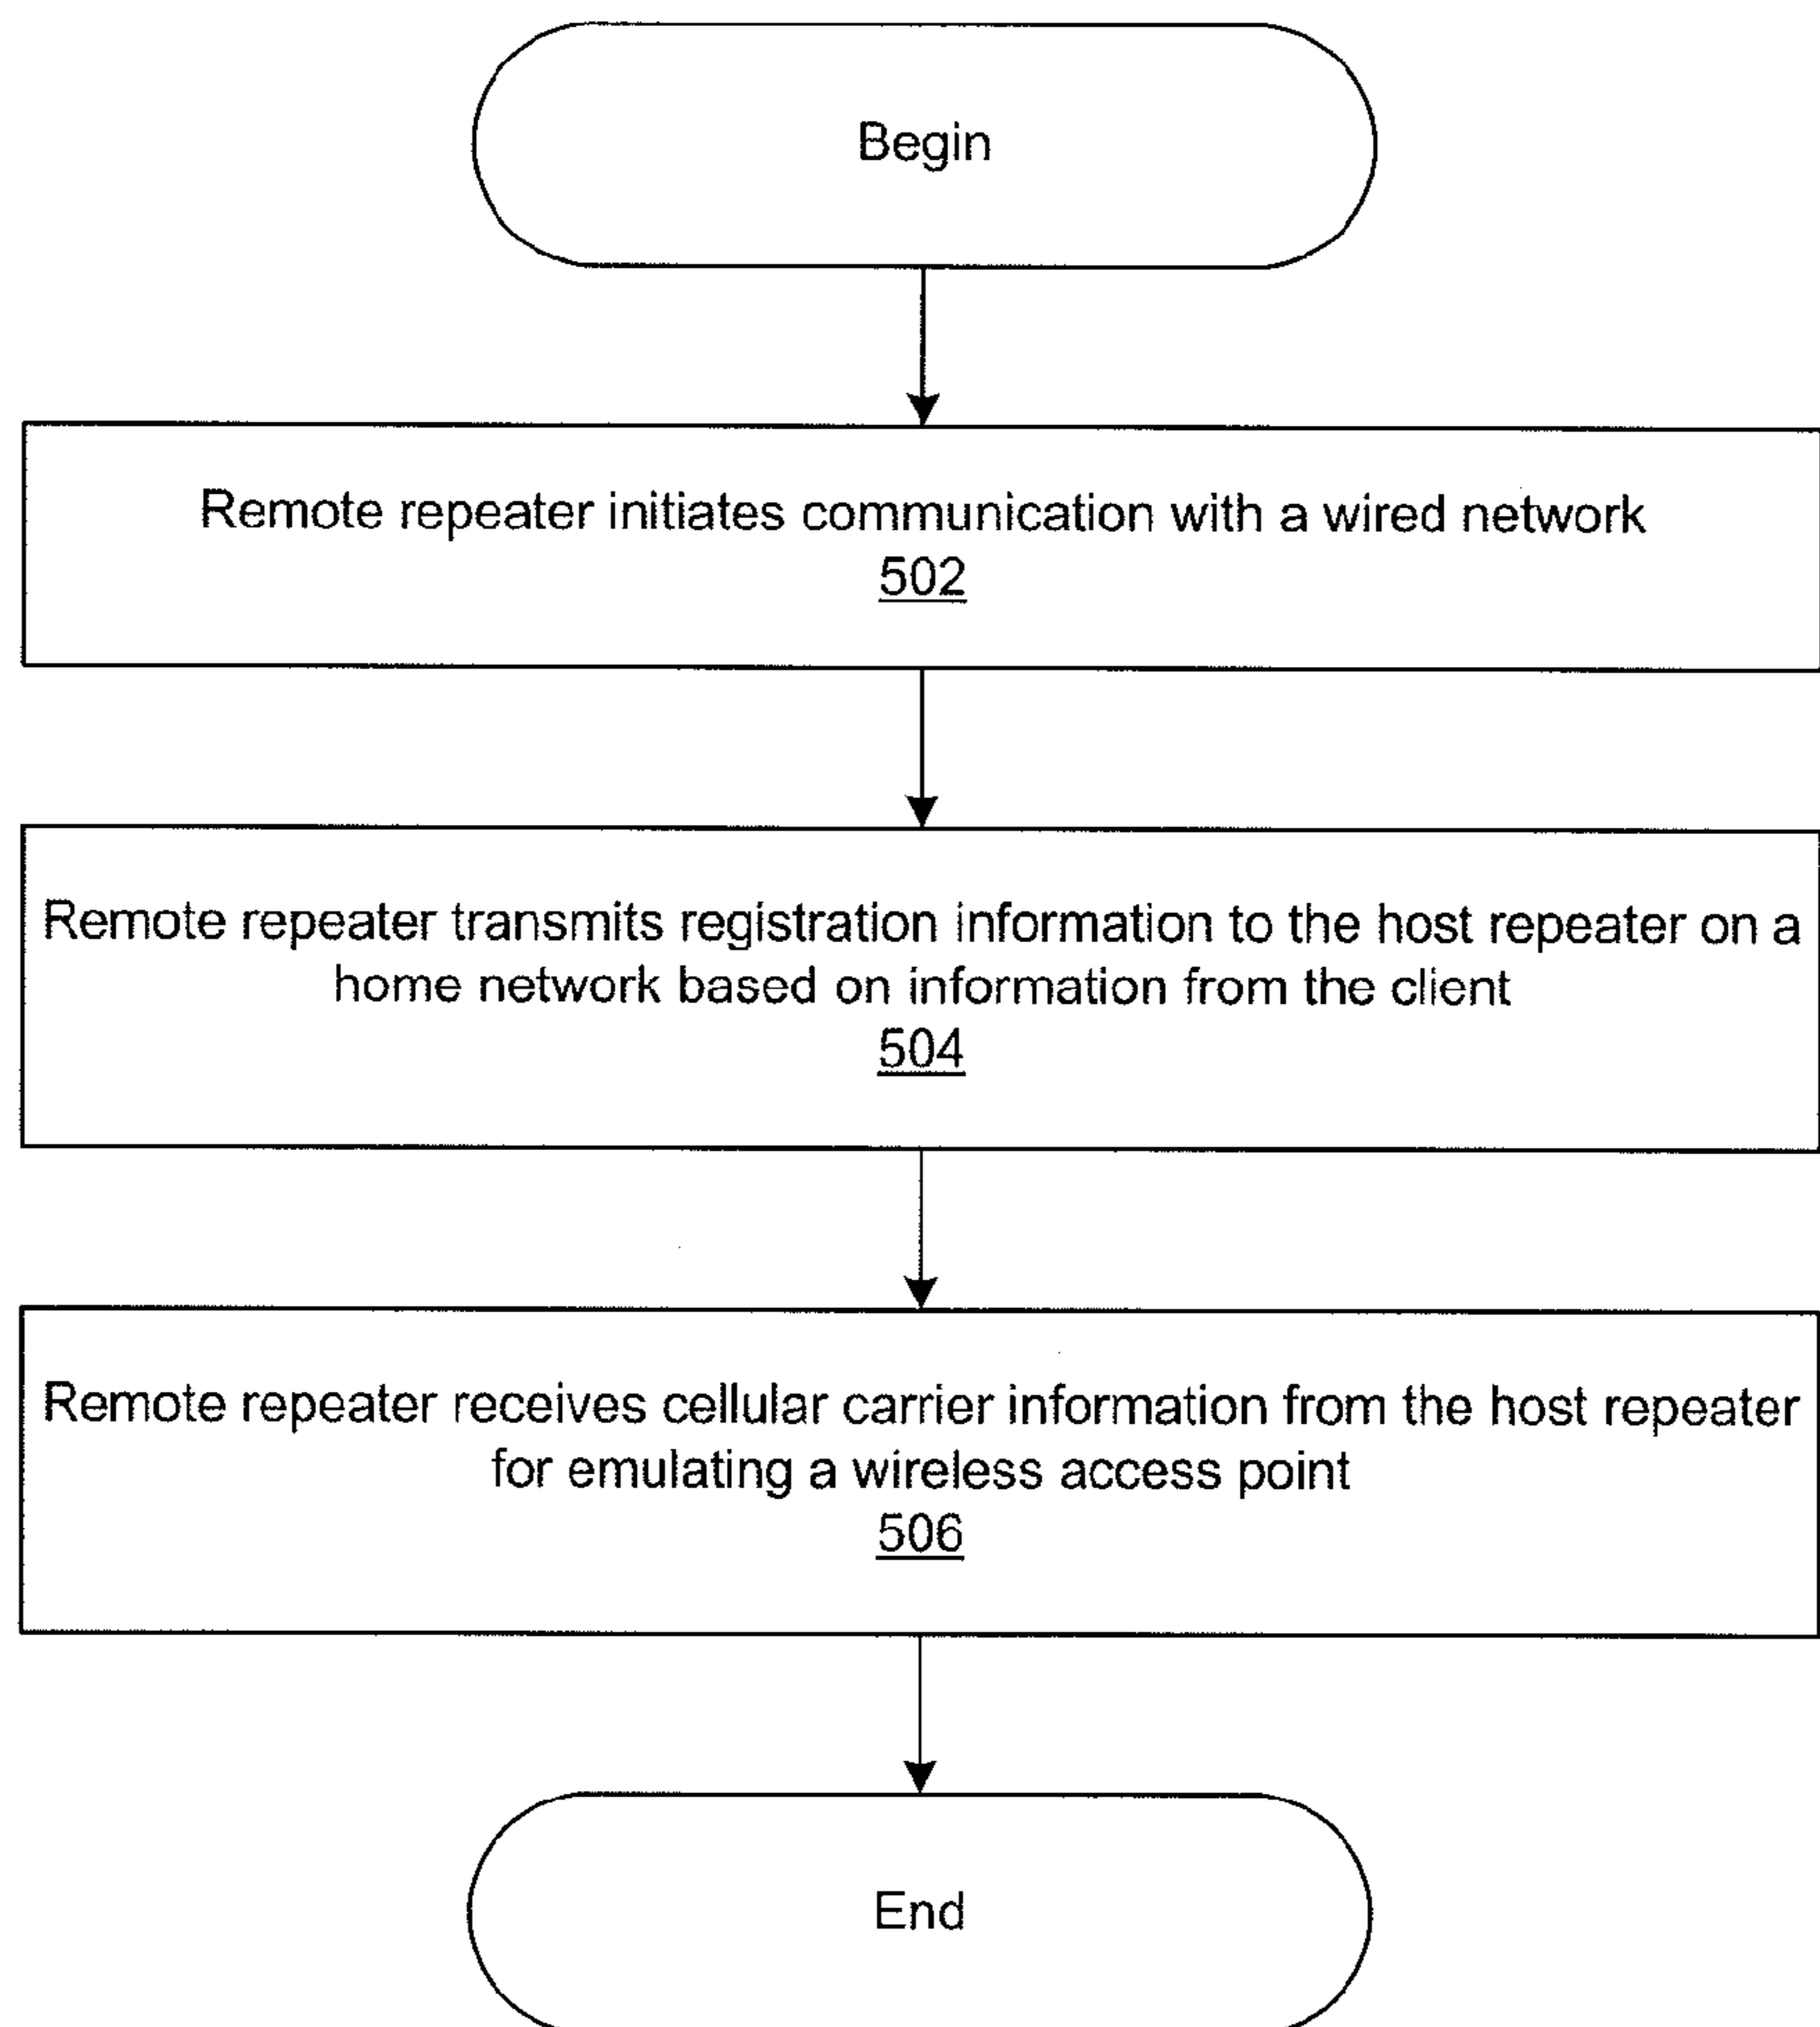 Begin
Remote repeater initiates communication with a wired network
502
Remote repeater transmits registration information to the host repeater on a
home network based on information from the client
504
Remote repeater receives cellular carrier information from the host repeater
for emulating a wireless access point
506
End